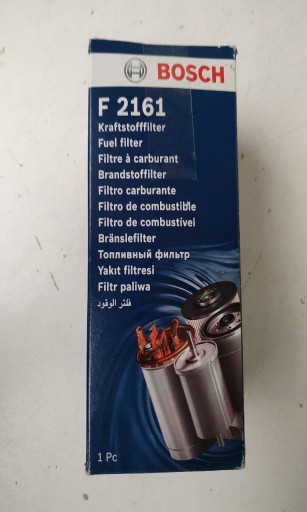 BOSCH
F 2161
Kraftstofffilter
Fuel filter
Filtre à carburant
Brandstoffilter
Filtro carburante
Filtro de combustible
Filtro de combustível
Bränslefilter
Топливный фильтр
Yakıt filtresi
Filtr paliwa
فلتر الوقود
1 Pc